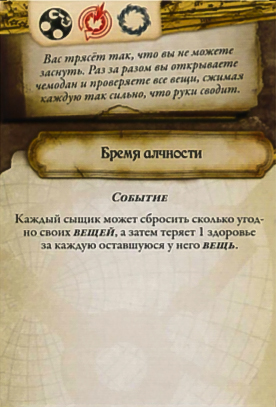 Вас трясёт так, что вы не можете
заснуть. Раз за разом вы открываете
чемодан и проверяете все вещи, сжимая
каждую так сильно, что руки сводит.
Бремя алчности
Событие
Каждый сыщик может сбросить сколько угод-
но своих ВЕЩЕЙ, а затем теряет 1 здоровье
за каждую оставшуюся у него ВЕЩЬ.